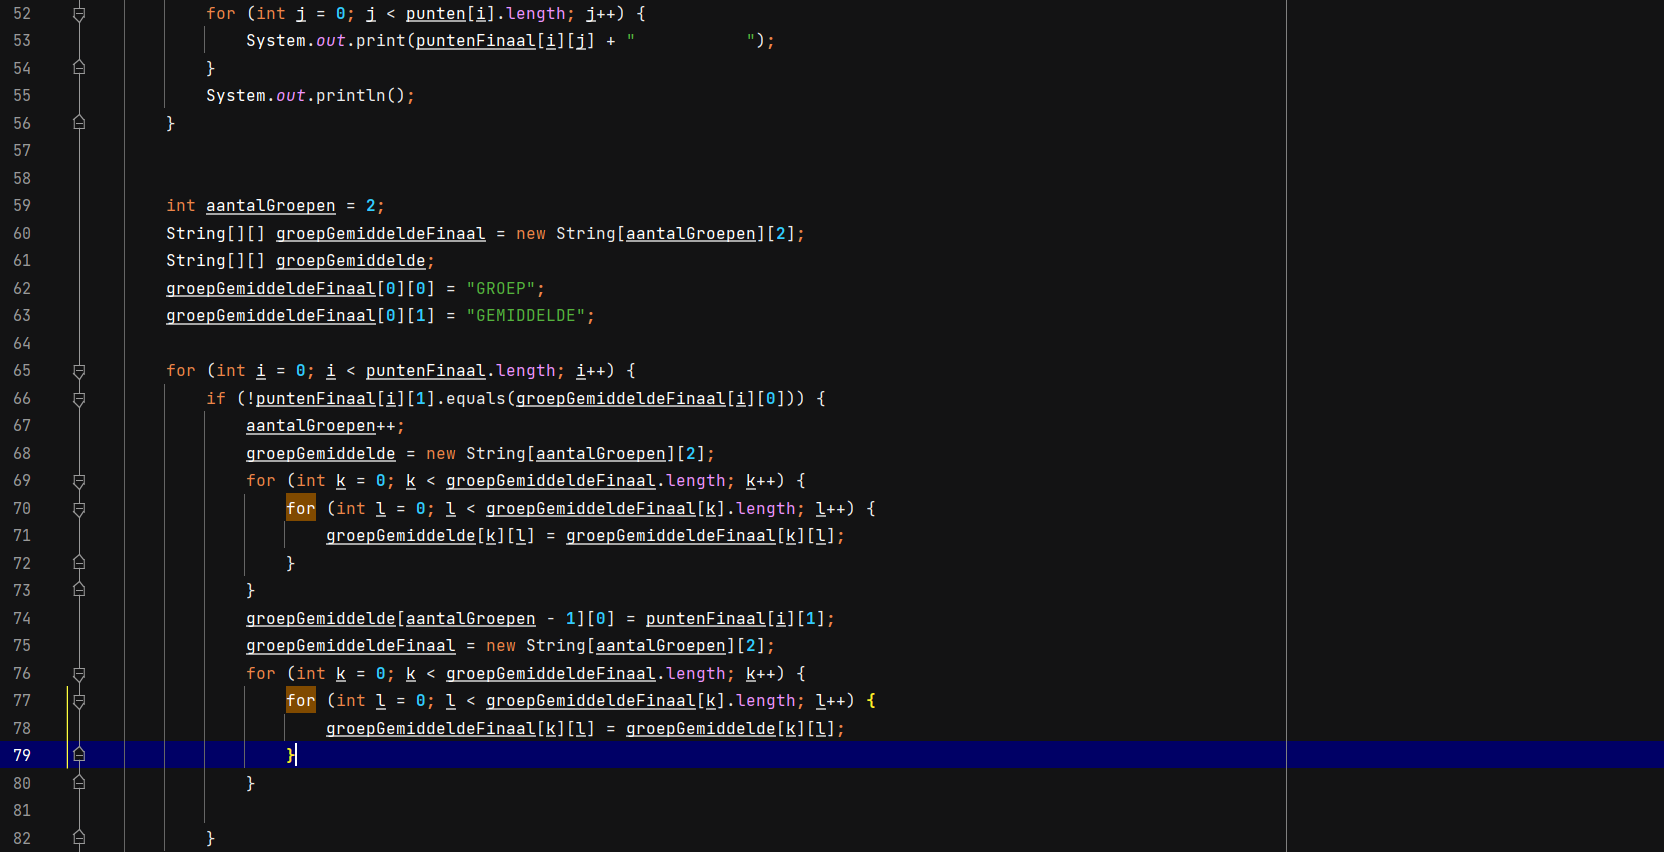 52 for (int j = 0; j < punten[i].length; j++) {
53 System.out.print(puntenFinaal[i][j] + "           ");
54 }
55 System.out.println();
56 }
57
58
59 int aantalGroepen = 2;
60 String[][] groepGemiddeldeFinaal = new String[aantalGroepen][2];
61 String[][] groepGemiddelde;
62 groepGemiddeldeFinaal[0][0] = "GROEP";
63 groepGemiddeldeFinaal[0][1] = "GEMIDDELDE";
64
65 for (int i = 0; i < puntenFinaal.length; i++) {
66 if (!puntenFinaal[i][1].equals(groepGemiddeldeFinaal[i][0])) {
67 aantalGroepen++;
68 groepGemiddelde = new String[aantalGroepen][2];
69 for (int k = 0; k < groepGemiddeldeFinaal.length; k++) {
70 for (int l = 0; l < groepGemiddeldeFinaal[k].length; l++) {
71 groepGemiddelde[k][l] = groepGemiddeldeFinaal[k][l];
72 }
73 }
74 groepGemiddelde[aantalGroepen - 1][0] = puntenFinaal[i][1];
75 groepGemiddeldeFinaal = new String[aantalGroepen][2];
76 for (int k = 0; k < groepGemiddeldeFinaal.length; k++) {
77 for (int l = 0; l < groepGemiddeldeFinaal[k].length; l++) {
78 groepGemiddeldeFinaal[k][l] = groepGemiddelde[k][l];
79 }
80 }
81
82 }